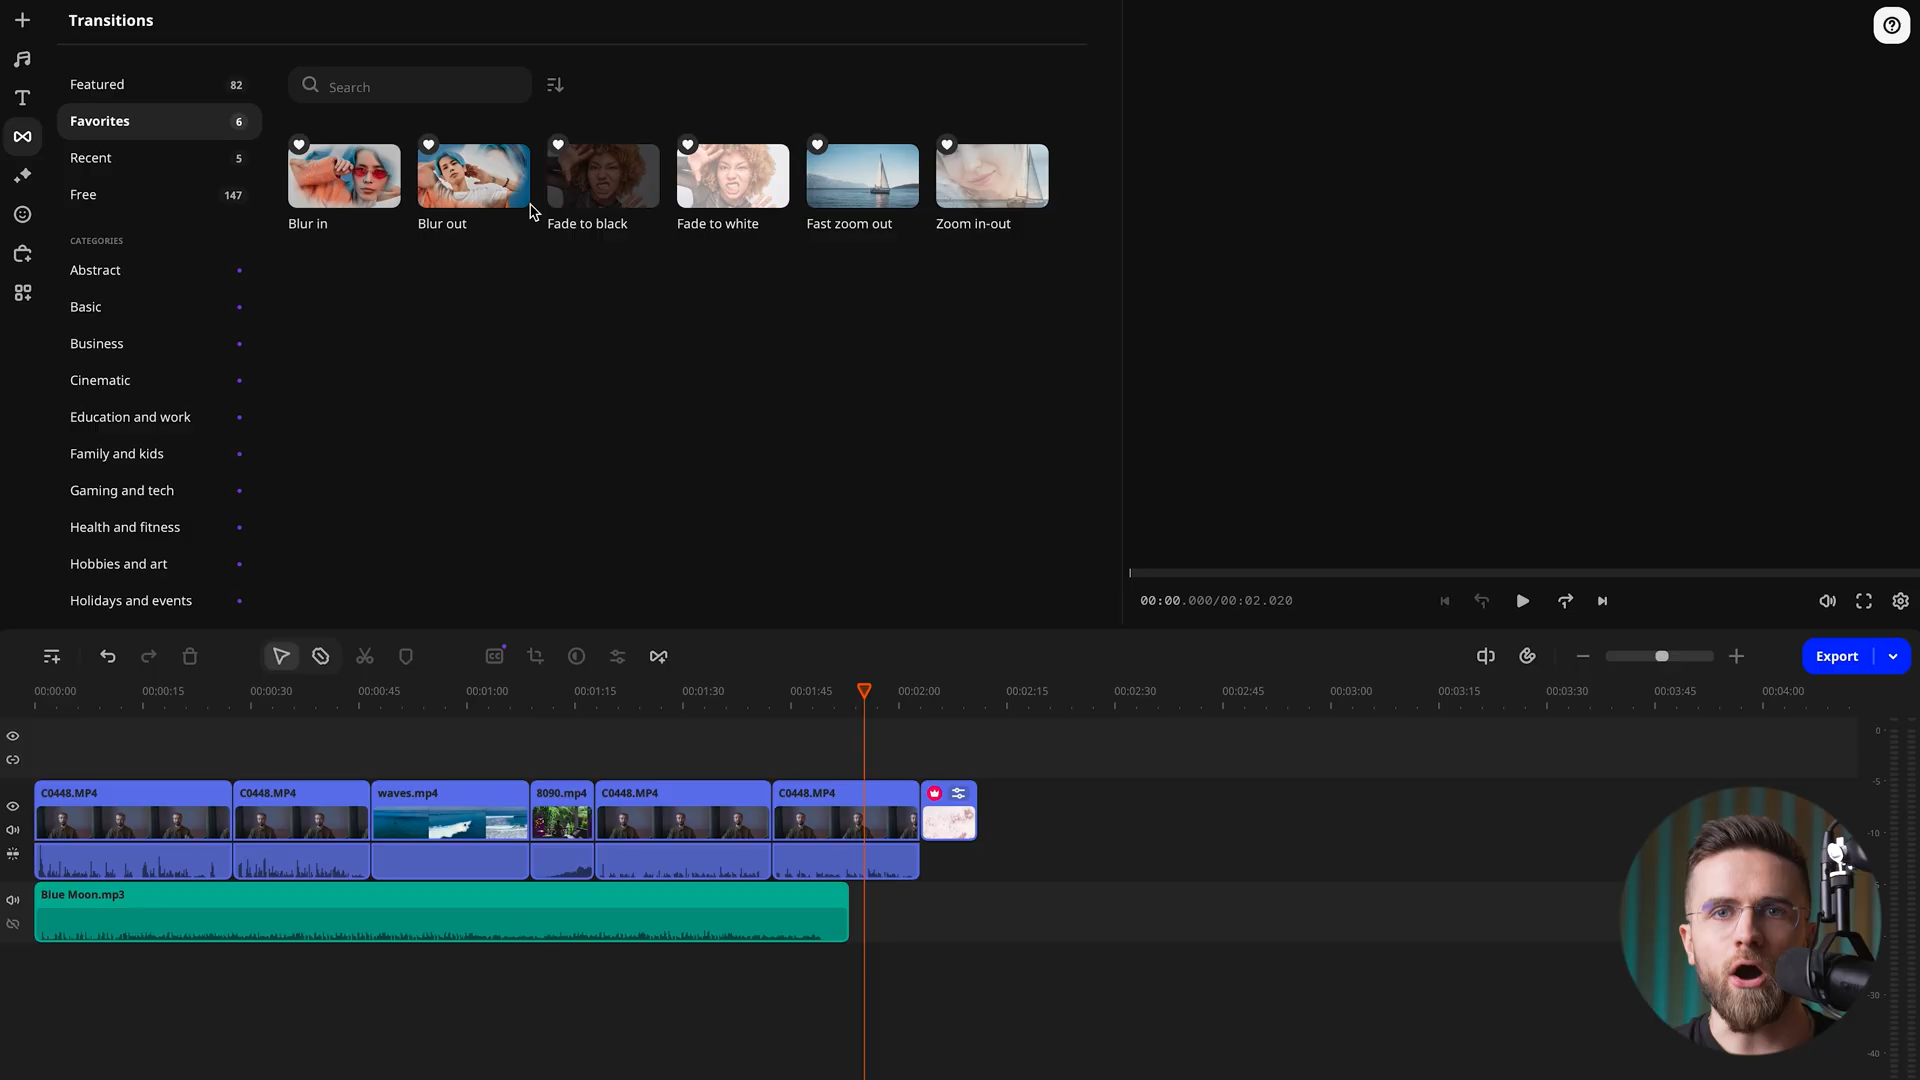 Transitions
Featured 82
Favorites 6
Recent 5
Free 147
CATEGORIES
Abstract
Basic
Business
Cinematic
Education and work
Family and kids
Gaming and tech
Health and fitness
Hobbies and art
Holidays and events
Search
Blur in
Blur out
Fade to black
Fade to white
Fast zoom out
Zoom in-out
00:00.000/00:02.020
CC
Export
00:00:00 00:00:15 00:00:30 00:00:45 00:01:00 00:01:15 00:01:30 00:01:45 00:02:00 00:02:15 00:02:30 00:02:45 00:03:00 00:03:15 00:03:30 00:03:45 00:04:00
C0448.MP4 C0448.MP4 waves.mp4 8090.mp4 C0448.MP4 C0448.MP4
Blue Moon.mp3
0
-5
-10
-30
-40